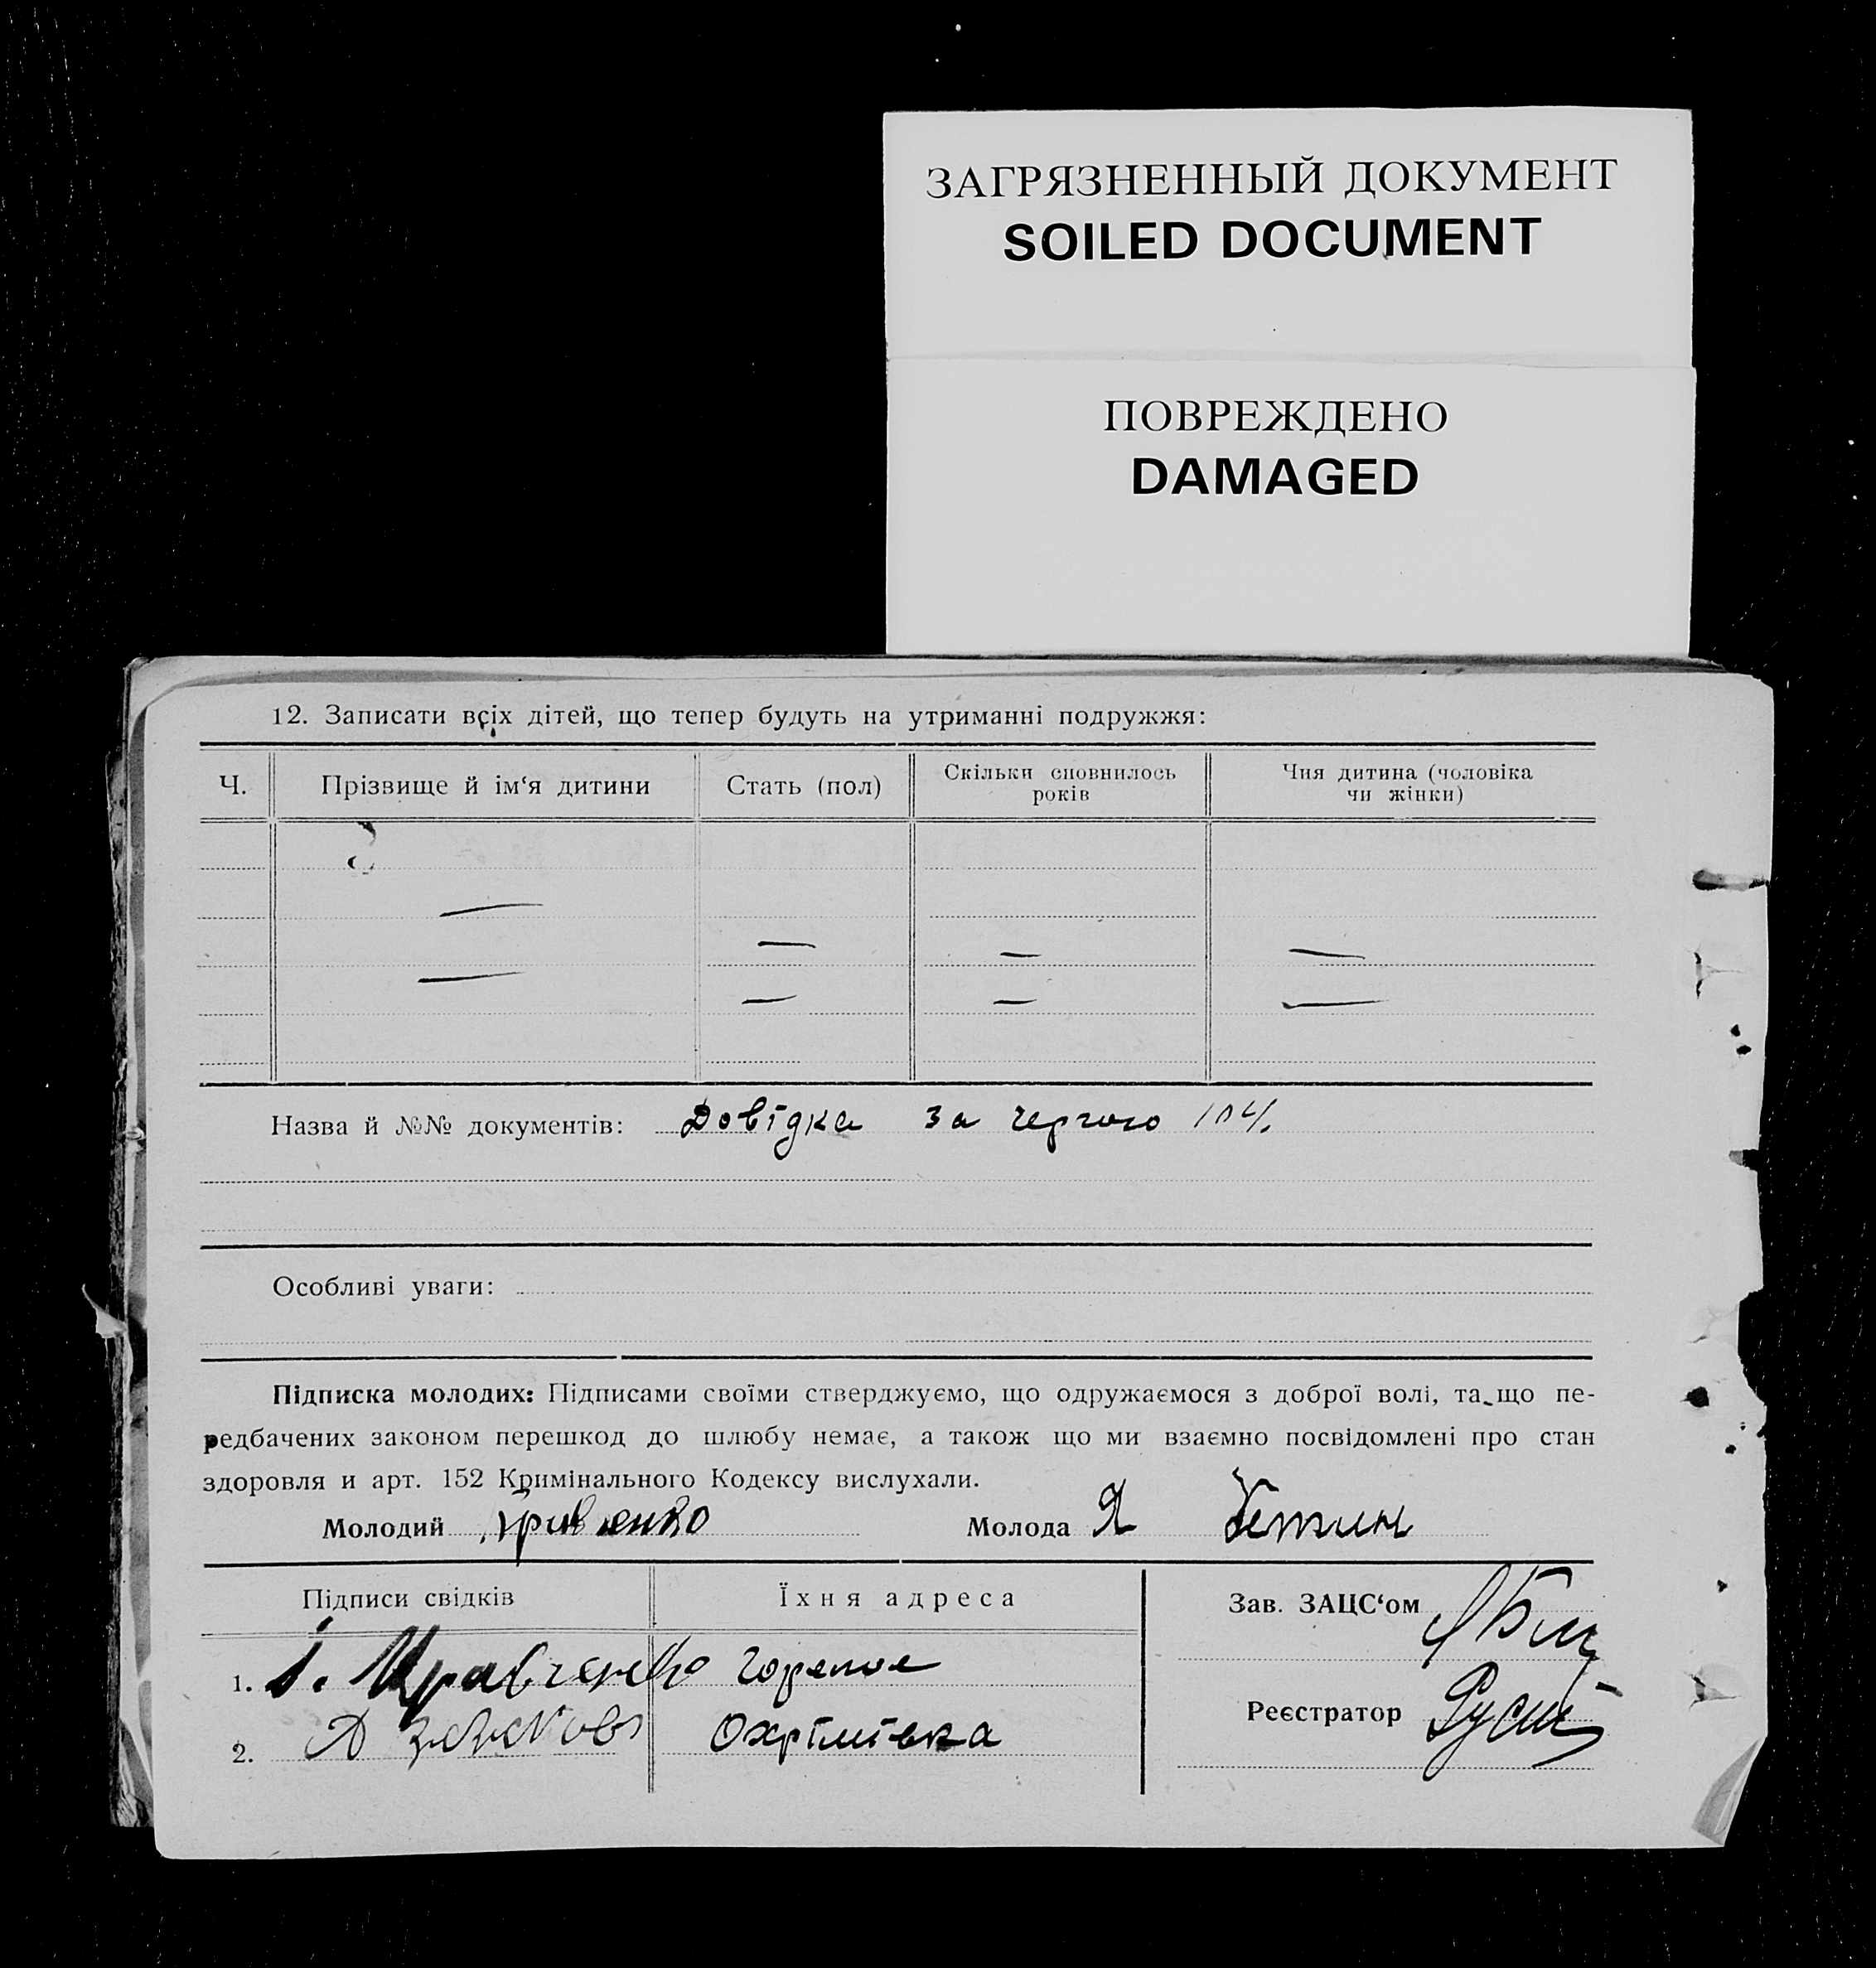 ЗАГРЯЗНЕННЫЙ ДОКУМЕНТ
SOILED DOCUMENT
ПОВРЕЖДЕНО
DAMAGED
12. Записати всіх дітей, що тепер будуть на утриманні подружжя:
Ч. Прізвище й ім‘я дитини Стать (пол) Скільки сповнилось років Чия дитина (чоловіка чи жінки)
Назва й №№ документів: Довідка за чергою 104.
Особливі уваги:
Підписка молодих: Підписами своїми стверджуємо, що одружаємося з доброї волі, та що пе-
редбачених законом перешкод до шлюбу немає, а також що ми взаємно посвідомлені про стан
здоровля и арт. 152 Кримінального Кодексу вислухали.
Молодий Молода Я
Підписи свідків Їхня адреса Зав. ЗАЦС‘ом
1. І. Кравченко
Реєстратор
2. Охрімівка